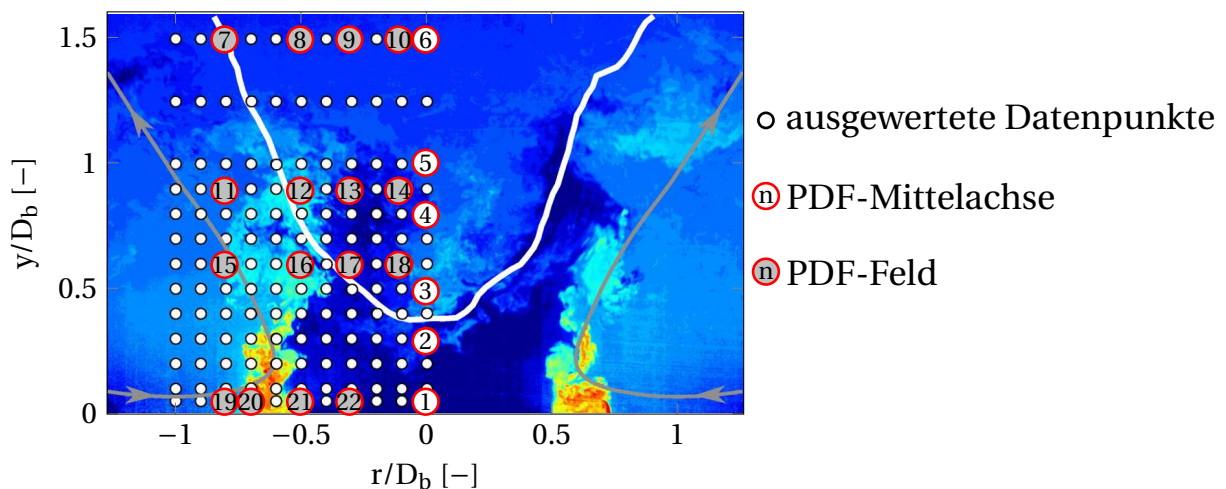 1.5
7 8 9 10 6
ausgewertete Datenpunkte
1
5
11 12 13 14
n PDF-Mittelachse
4
y/D_b [−]
15 16 17 18
n PDF-Feld
0.5
3
2
19 20 21 22 1
0
−1 −0.5 0 0.5 1
r/D_b [−]